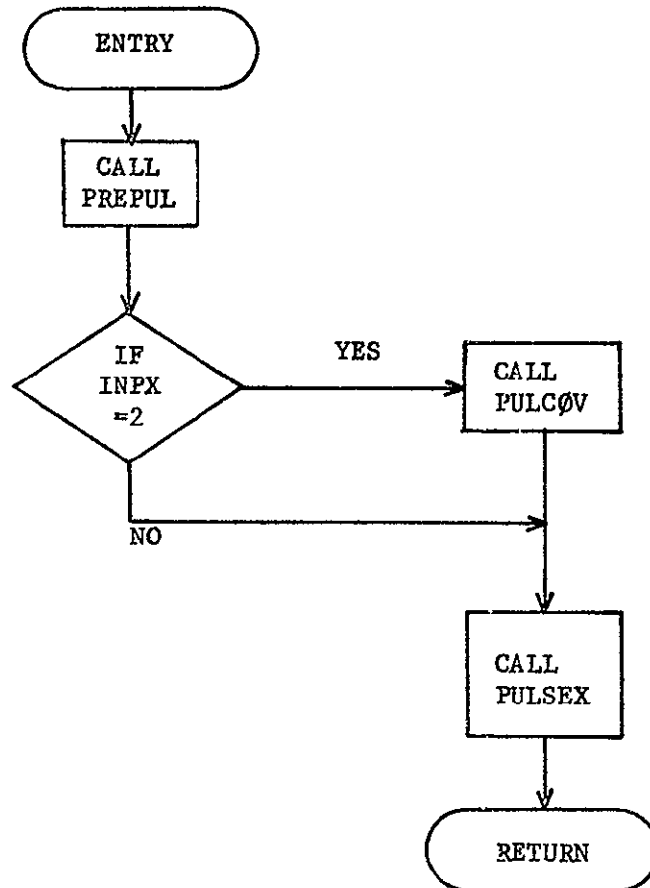 ENTRY
CALL
PREPUL
IF
INPX
=2
YES
CALL
PULCØV
NO
CALL
PULSEX
RETURN